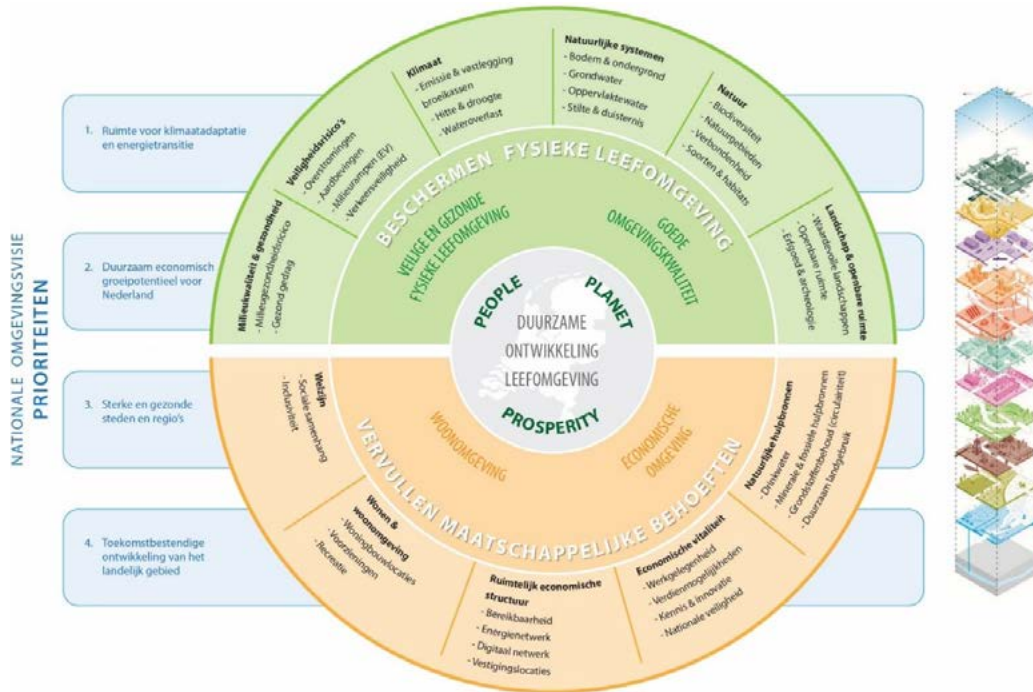 NATIONALE OMGEVINGSVISIE
PRIORITEITEN
1. Ruimte voor klimaatadaptatie
en energietransitie
2. Duurzaam economisch
groeipotentieel voor
Nederland
3. Sterke en gezonde
steden en regio's
4. Toekomstbestendige
ontwikkeling van het
landelijk gebied
Milieukwaliteit & gezondheid
- Milieugezondheidsrisico
- Gezond gedrag
Veiligheidsrisico's
- Overstromingen
- Aardbevingen
- Milieurampen (EV)
- Verkeersveiligheid
Klimaat
- Emissie & vastlegging
broeikassen
- Hitte & droogte
- Wateroverlast
Natuurlijke systemen
- Bodem & ondergrond
- Grondwater
- Oppervlaktewater
- Stilte & duisternis
Natuur
- Biodiversiteit
- Natuurgebieden
- Verbondenheid
- Soorten & habitats
Landschap & openbare ruimte
- Waardevolle landschappen
- Openbare ruimte
- Erfgoed & archeologie
BESCHERMEN FYSIEKE LEEFOMGEVING
VEILIGE EN GEZONDE
FYSIEKE LEEFOMGEVING
GOEDE
OMGEVINGSKWALITEIT
PEOPLE
PLANET
DUURZAME
ONTWIKKELING
LEEFOMGEVING
PROSPERITY
WOONOMGEVING
ECONOMISCHE
OMGEVING
VERVULLEN MAATSCHAPPELIJKE BEHOEFTEN
Welzijn
- Sociale samenhang
- Inclusiviteit
Wonen &
woonomgeving
- Woningbouwlocaties
- Voorzieningen
- Recreatie
Ruimtelijk economische
structuur
- Bereikbaarheid
- Energienetwerk
- Digitaal netwerk
- Vestigingslocaties
Economische vitaliteit
- Werkgelegenheid
- Verdienmogelijkheden
- Kennis & innovatie
- Nationale veiligheid
Natuurlijke hulpbronnen
- Drinkwater
- Minerale & fossiele hulpbronnen
- Grondstoffenbehoud (circulariteit)
- Duurzaam landgebruik